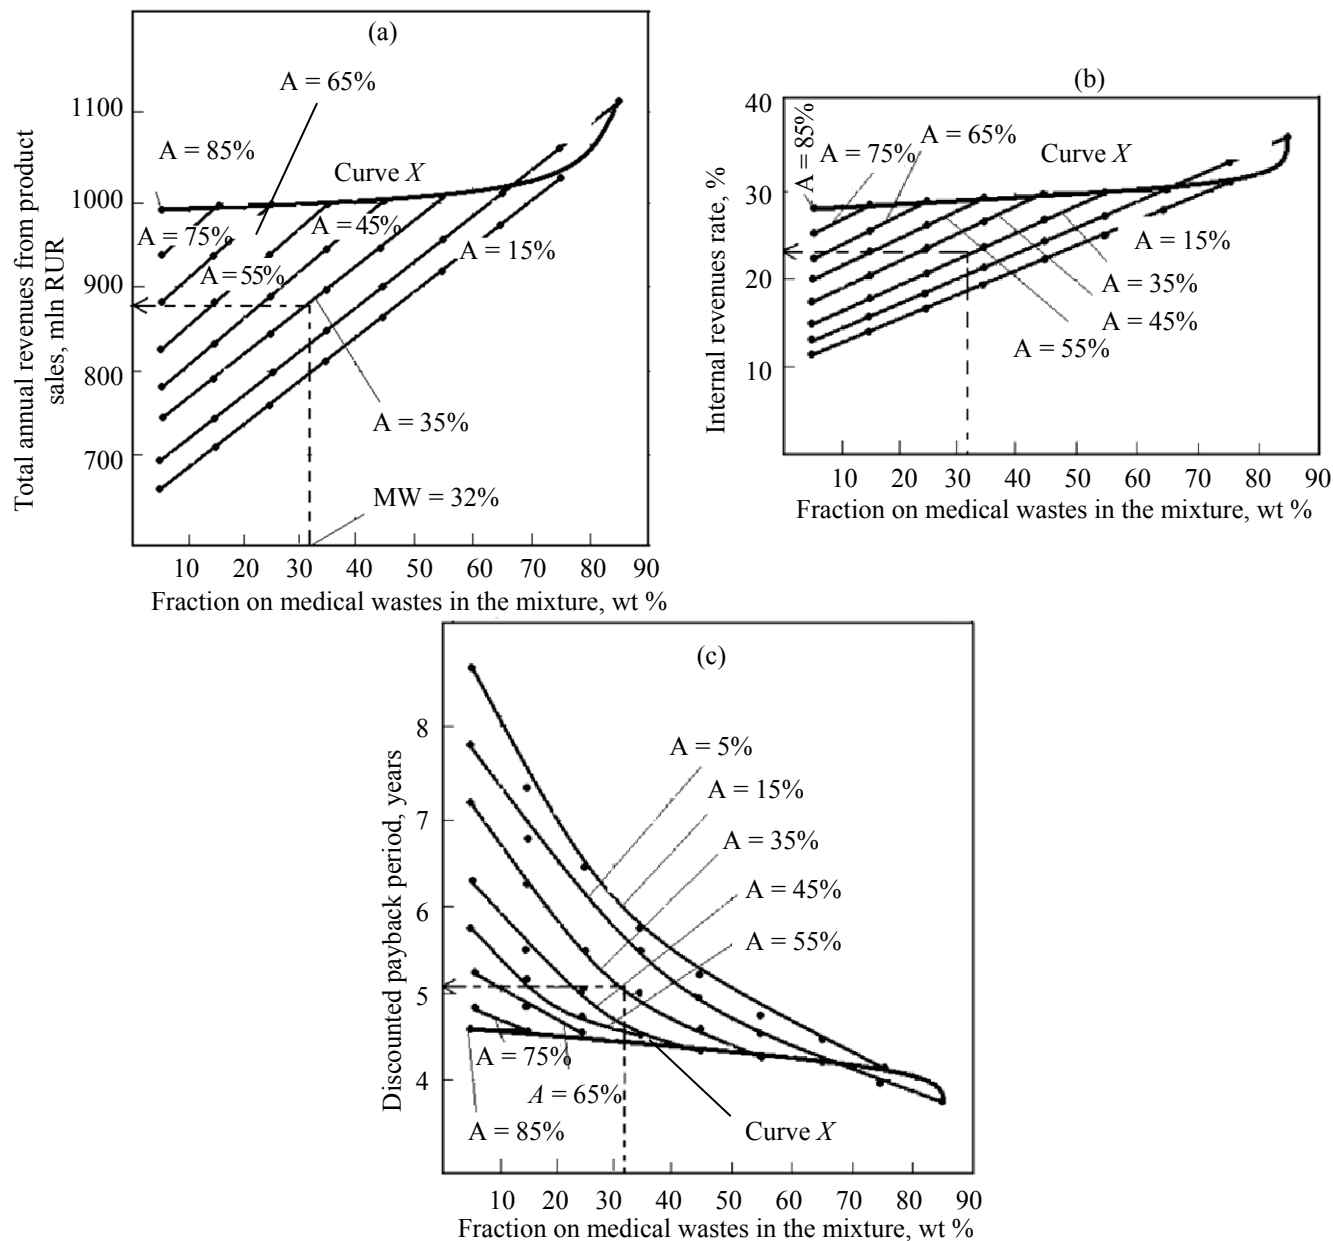 (a)
Total annual revenues from product
sales, mln RUR
1100
1000
900
800
700
A = 65%
A = 85%
Curve X
A = 75%
A = 45%
A = 55%
A = 15%
A = 35%
MW = 32%
10 20 30 40 50 60 70 80 90
Fraction on medical wastes in the mixture, wt %
(b)
Internal revenues rate, %
40
30
20
10
A = 85%
A = 75%
A = 65%
Curve X
A = 15%
A = 35%
A = 45%
A = 55%
10 20 30 40 50 60 70 80 90
Fraction on medical wastes in the mixture, wt %
(c)
Discounted payback period, years
8
7
6
5
4
A = 5%
A = 15%
A = 35%
A = 45%
A = 55%
A = 75%
A = 65%
A = 85%
Curve X
10 20 30 40 50 60 70 80 90
Fraction on medical wastes in the mixture, wt %